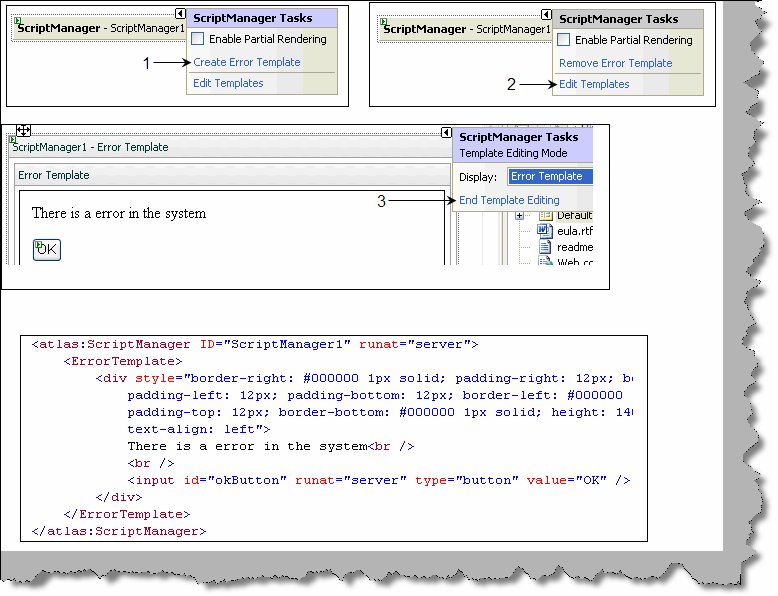 ScriptManager - ScriptManager1
ScriptManager Tasks
Enable Partial Rendering
1
Create Error Template
Edit Templates
ScriptManager - ScriptManager1
ScriptManager Tasks
Enable Partial Rendering
Remove Error Template
2
Edit Templates
ScriptManager1 - Error Template
Error Template
There is a error in the system
OK
ScriptManager Tasks
Template Editing Mode
Display: Error Template
3
End Template Editing
Default
eula.rtf
readme
Web.co
<atlas:ScriptManager ID="ScriptManager1" runat="server">
<ErrorTemplate>
<div style="border-right: #000000 1px solid; padding-right: 12px; bo
padding-left: 12px; padding-bottom: 12px; border-left: #000000
padding-top: 12px; border-bottom: #000000 1px solid; height: 140
text-align: left">
There is a error in the system<br />
<br />
<input id="okButton" runat="server" type="button" value="OK" />
</div>
</ErrorTemplate>
</atlas:ScriptManager>